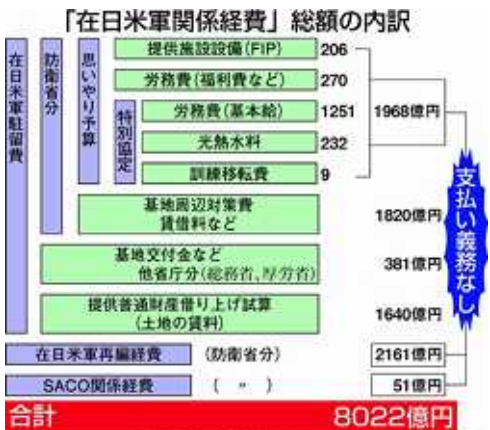 「在日米軍関係経費」総額の内訳
在日米軍駐留費
防衛省分
思いやり予算
提供施設設備(FIP) 206
労務費(福利費など) 270
特別協定
労務費(基本給) 1251
光熱水料 232
訓練移転費 9
1968億円
基地周辺対策費
賃借料など
1820億円
基地交付金など
他省庁分(総務省、厚労省)
381億円
提供普通財産借り上げ試算
(土地の賃料)
1640億円
支払い義務なし
在日米軍再編経費 (防衛省分) 2161億円
SACO関係経費 ( 〃 ) 51億円
合計 8022億円